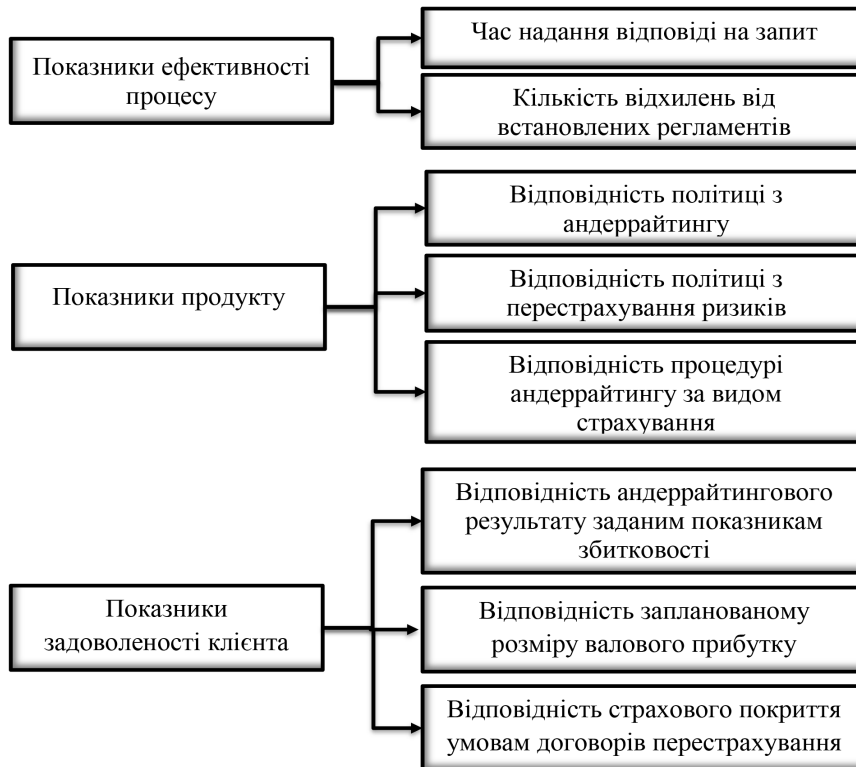 Показники ефективності
процесу
Час надання відповіді на запит
Кількість відхилень від
встановлених регламентів
Показники продукту
Відповідність політиці з
андеррайтингу
Відповідність політиці з
перестрахування ризиків
Відповідність процедурі
андеррайтингу за видом
страхування
Показники
задоволеності клієнта
Відповідність андеррайтингового
результату заданим показникам
збитковості
Відповідність запланованому
розміру валового прибутку
Відповідність страхового покриття
умовам договорів перестрахування